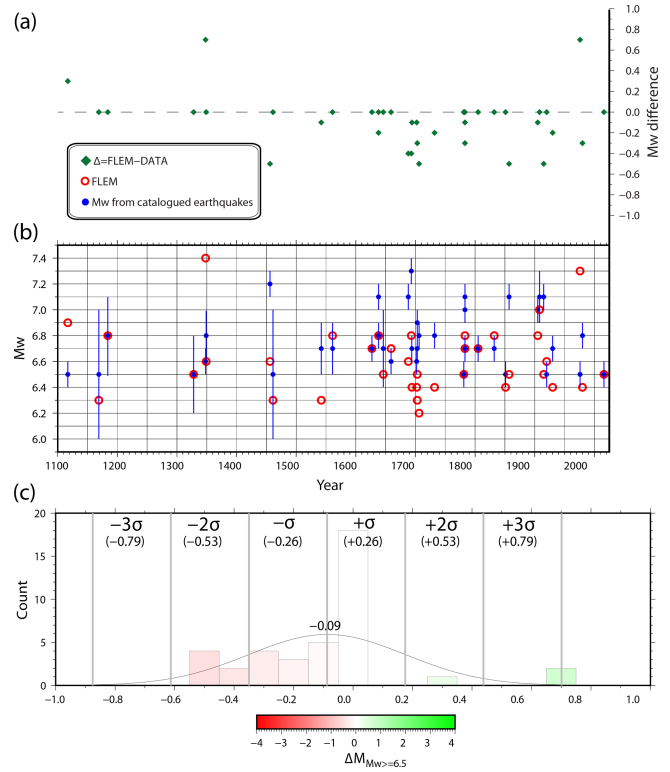 (a)
1.0
0.8
0.6
0.4
0.2
0.0
−0.2
−0.4
−0.6
−0.8
−1.0
Mw difference
Δ=FLEM−DATA
FLEM
Mw from catalogued earthquakes
(b)
7.4
7.2
7.0
6.8
6.6
6.4
6.2
6.0
Mw
1100 1200 1300 1400 1500 1600 1700 1800 1900 2000
Year
(c)
20
15
10
5
0
Count
−3σ −2σ −σ +σ +2σ +3σ
(−0.79) (−0.53) (−0.26) (+0.26) (+0.53) (+0.79)
−0.09
−1.0 −0.8 −0.6 −0.4 −0.2 0.0 0.2 0.4 0.6 0.8 1.0
−4 −3 −2 −1 0 1 2 3 4
ΔM Mw>=6.5